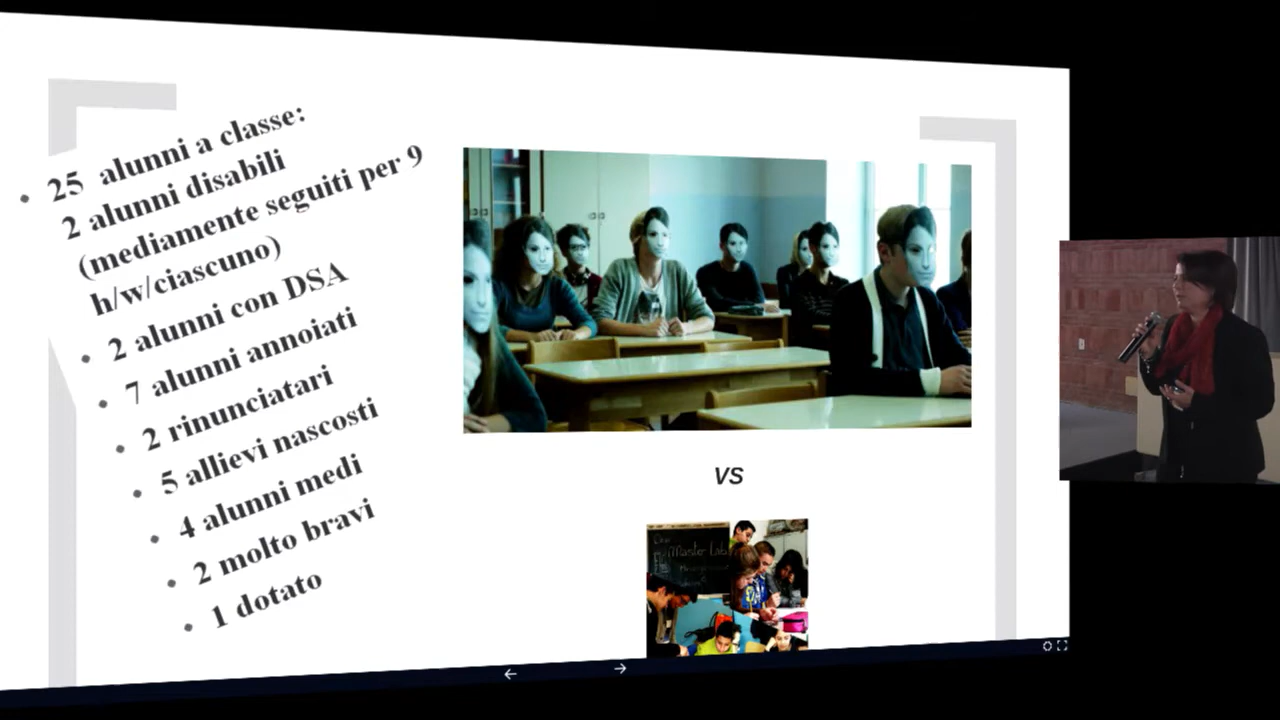 25 alunni a classe:
2 alunni disabili
(mediamente seguiti per 9
h/w/ciascuno)
2 alunni con DSA
7 alunni annoiati
2 rinunciatari
5 allievi nascosti
4 alunni medi
2 molto bravi
1 dotato
VS
Master Lab